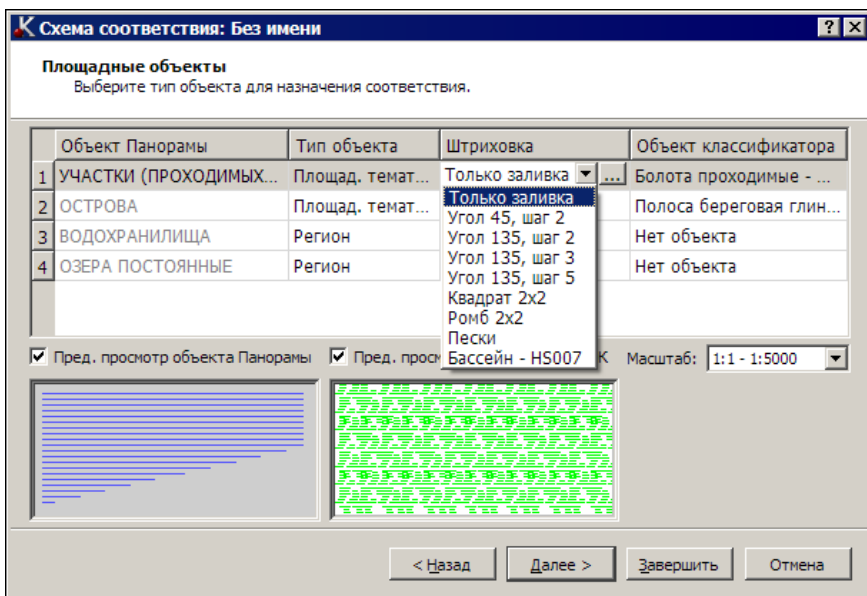 Схема соответствия: Без имени
Площадные объекты
Выберите тип объекта для назначения соответствия.
Объект Панорамы Тип объекта Штриховка Объект классификатора
1 УЧАСТКИ (ПРОХОДИМЫХ... Площад. темат... Только заливка ... Болота проходимые - ...
2 ОСТРОВА Площад. темат... Полоса береговая глин...
3 ВОДОХРАНИЛИЩА Регион Нет объекта
4 ОЗЕРА ПОСТОЯННЫЕ Регион Нет объекта
Только заливка
Угол 45, шаг 2
Угол 135, шаг 2
Угол 135, шаг 3
Угол 135, шаг 5
Квадрат 2x2
Ромб 2x2
Пески
Бассейн - HS007
Пред. просмотр объекта Панорамы Пред. К Масштаб: 1:1 - 1:5000
< Назад Далее > Завершить Отмена